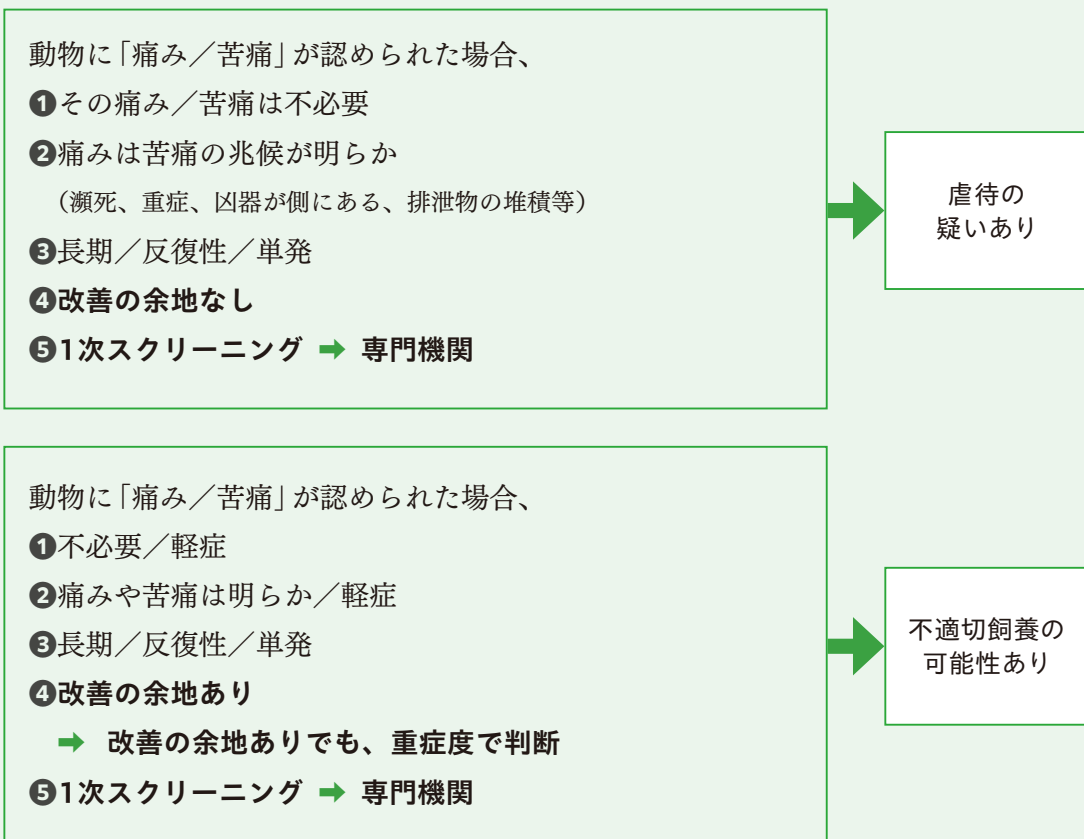 動物に「痛み／苦痛」が認められた場合、
❶その痛み／苦痛は不必要
❷痛みは苦痛の兆候が明らか
（瀕死、重症、凶器が側にある、排泄物の堆積等）
❸長期／反復性／単発
❹改善の余地なし
❺1次スクリーニング ➡ 専門機関
虐待の
疑いあり
動物に「痛み／苦痛」が認められた場合、
❶不必要／軽症
❷痛みや苦痛は明らか／軽症
❸長期／反復性／単発
❹改善の余地あり
➡ 改善の余地ありでも、重症度で判断
❺1次スクリーニング ➡ 専門機関
不適切飼養の
可能性あり